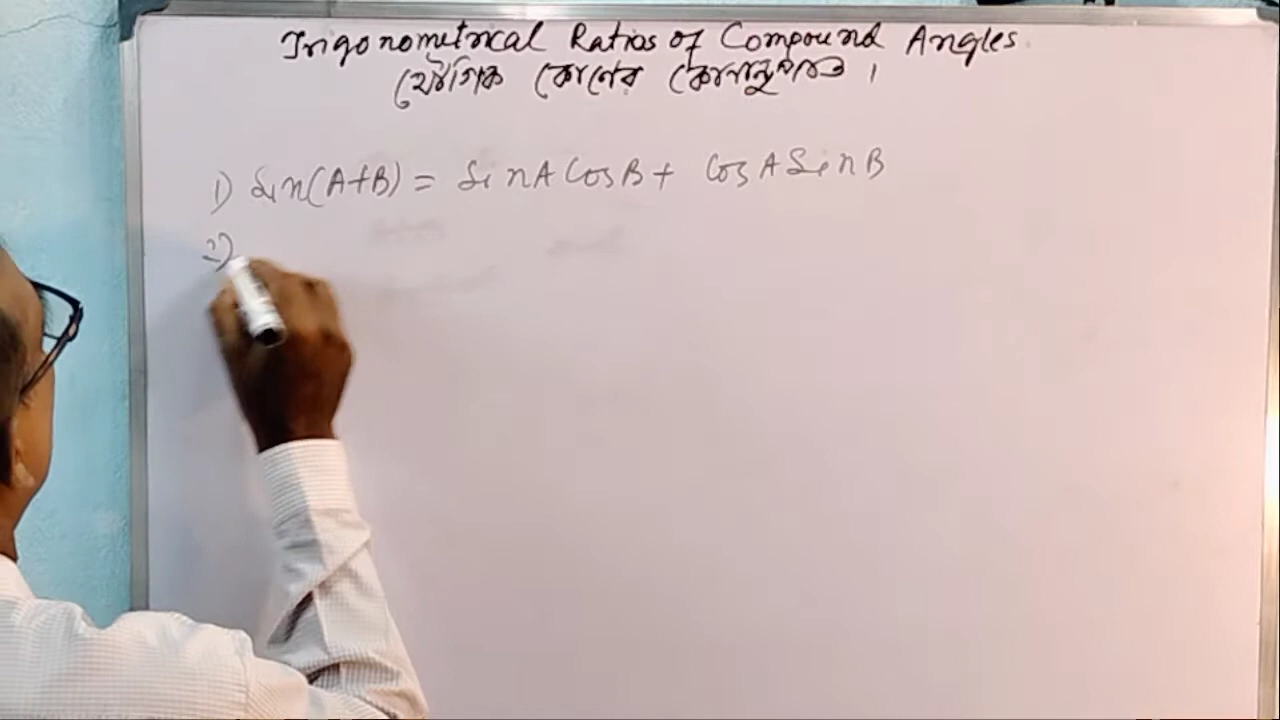 Trigonometrical Ratios of Compound Angles
যৌগিক কোণের কোণানুপাত ।
1) Sin(A+B) = SinA CosB + CosA SinB
2)